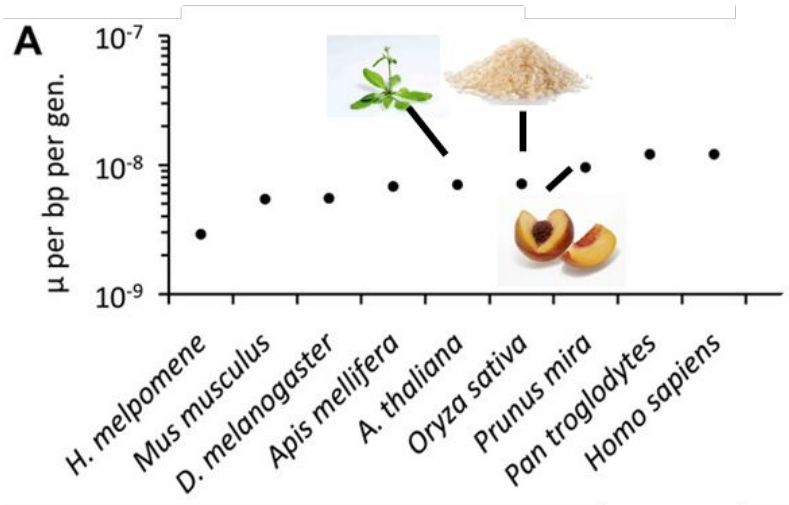 A
μ per bp per gen.
10-7
10-8
10-9
H. melpomene
Mus musculus
D. melanogaster
Apis mellifera
A. thaliana
Oryza sativa
Prunus mira
Pan troglodytes
Homo sapiens